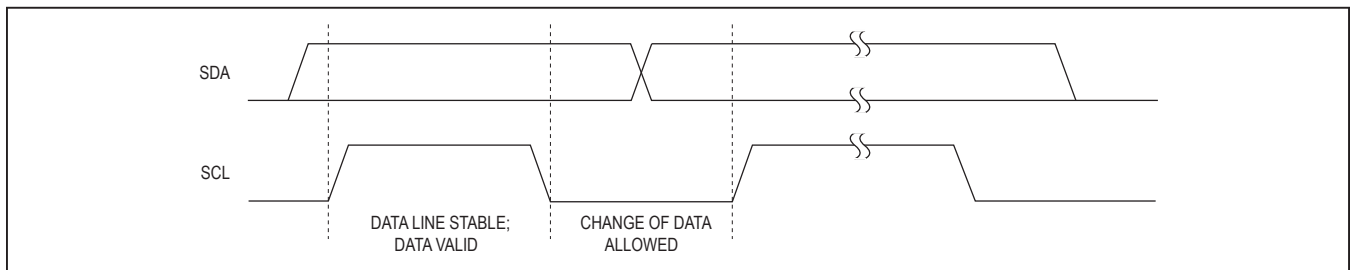 SDA
SCL
DATA LINE STABLE;
DATA VALID
CHANGE OF DATA
ALLOWED